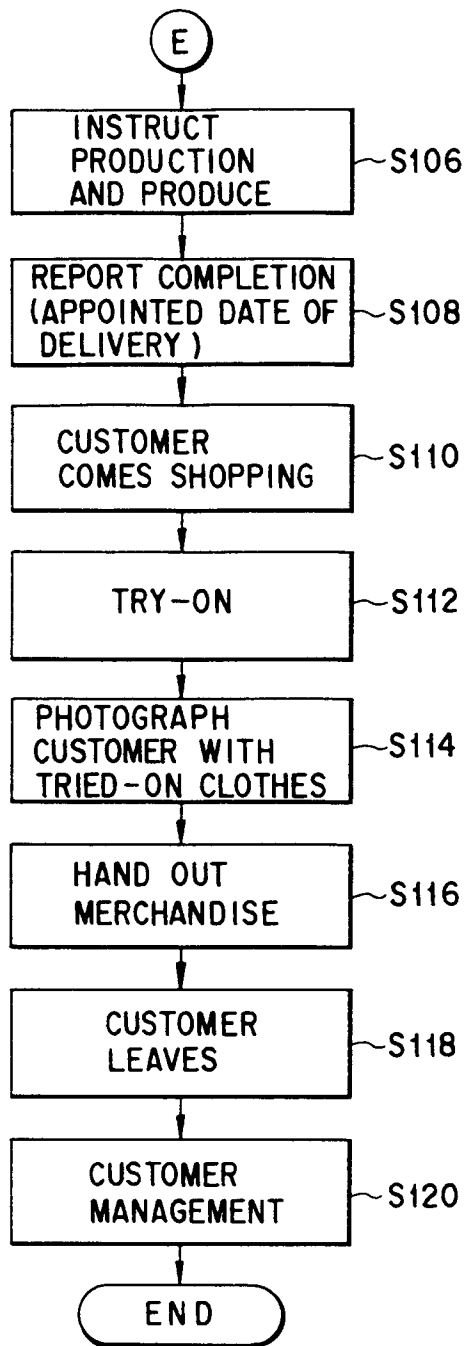 E
INSTRUCT
PRODUCTION
AND PRODUCE
S106
REPORT COMPLETION
(APPOINTED DATE OF
DELIVERY)
S108
CUSTOMER
COMES SHOPPING
S110
TRY-ON
S112
PHOTOGRAPH
CUSTOMER WITH
TRIED-ON CLOTHES
S114
HAND OUT
MERCHANDISE
S116
CUSTOMER
LEAVES
S118
CUSTOMER
MANAGEMENT
S120
END